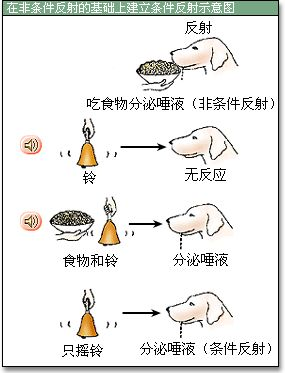 在非条件反射的基础上建立条件反射示意图
反射
吃食物分泌唾液（非条件反射）
铃
无反应
食物和铃
分泌唾液
只摇铃
分泌唾液（条件反射）